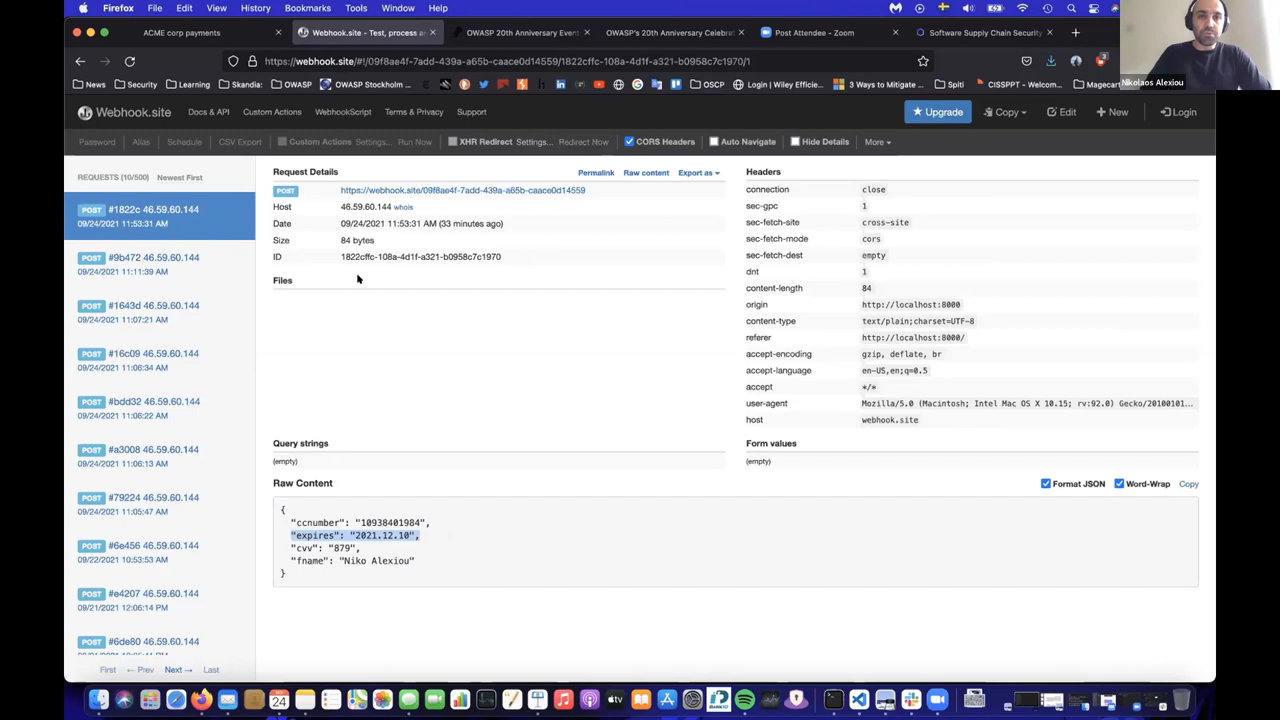 Firefox File Edit View History Bookmarks Tools Window Help
ACME corp payments
Webhook.site - Test, process an
OWASP 20th Anniversary Event
OWASP's 20th Anniversary Celebrat
Post Attendee - Zoom
Software Supply Chain Security
https://webhook.site/#!/09f8ae4f-7add-439a-a65b-caace0d14559/1822cffc-108a-4d1f-a321-b0958c7c1970/1
News Security Learning Skandia: OWASP OWASP Stockholm OSCP Login | Wiley Efficie... 3 Ways to Mitigate ... Spiti CISSPPT Magecart
Nikolaos Alexiou
Webhook.site Docs & API Custom Actions WebhookScript Terms & Privacy Support Upgrade Copy Edit New Login
Password Alias Schedule CSV Export Custom Actions Settings... Run Now XHR Redirect Settings... Redirect Now CORS Headers Auto Navigate Hide Details More
REQUESTS (10/500) Newest First
POST #1822c 46.59.60.144
09/24/2021 11:53:31 AM
POST #9b472 46.59.60.144
09/24/2021 11:11:39 AM
POST #1643d 46.59.60.144
09/24/2021 11:07:21 AM
POST #16c09 46.59.60.144
09/24/2021 11:06:34 AM
POST #bdd32 46.59.60.144
09/24/2021 11:06:22 AM
POST #a3008 46.59.60.144
09/24/2021 11:06:13 AM
POST #79224 46.59.60.144
09/24/2021 11:05:47 AM
POST #6e456 46.59.60.144
09/22/2021 10:53:53 AM
POST #e4207 46.59.60.144
09/21/2021 12:06:14 PM
POST #6de80 46.59.60.144
First ← Prev Next → Last
Request Details Permalink Raw content Export as
POST https://webhook.site/09f8ae4f-7add-439a-a65b-caace0d14559
Host 46.59.60.144 whois
Date 09/24/2021 11:53:31 AM (33 minutes ago)
Size 84 bytes
ID 1822cffc-108a-4d1f-a321-b0958c7c1970
Files
Headers
connection close
sec-gpc 1
sec-fetch-site cross-site
sec-fetch-mode cors
sec-fetch-dest empty
dnt 1
content-length 84
origin http://localhost:8000
content-type text/plain;charset=UTF-8
referer http://localhost:8000/
accept-encoding gzip, deflate, br
accept-language en-US,en;q=0.5
accept */*
user-agent Mozilla/5.0 (Macintosh; Intel Mac OS X 10.15; rv:92.0) Gecko/20100101...
host webhook.site
Query strings
(empty)
Form values
(empty)
Raw Content Format JSON Word-Wrap Copy
{
"ccnumber": "10938401984",
"expires": "2021.12.10",
"cvv": "879",
"fname": "Niko Alexiou"
}
24